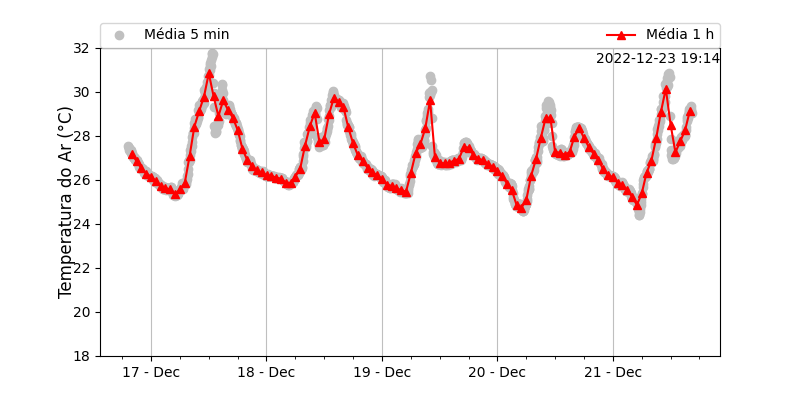 Média 5 min
Média 1 h
2022-12-23 19:14
Temperatura do Ar (°C)
32
30
28
26
24
22
20
18
17 - Dec
18 - Dec
19 - Dec
20 - Dec
21 - Dec